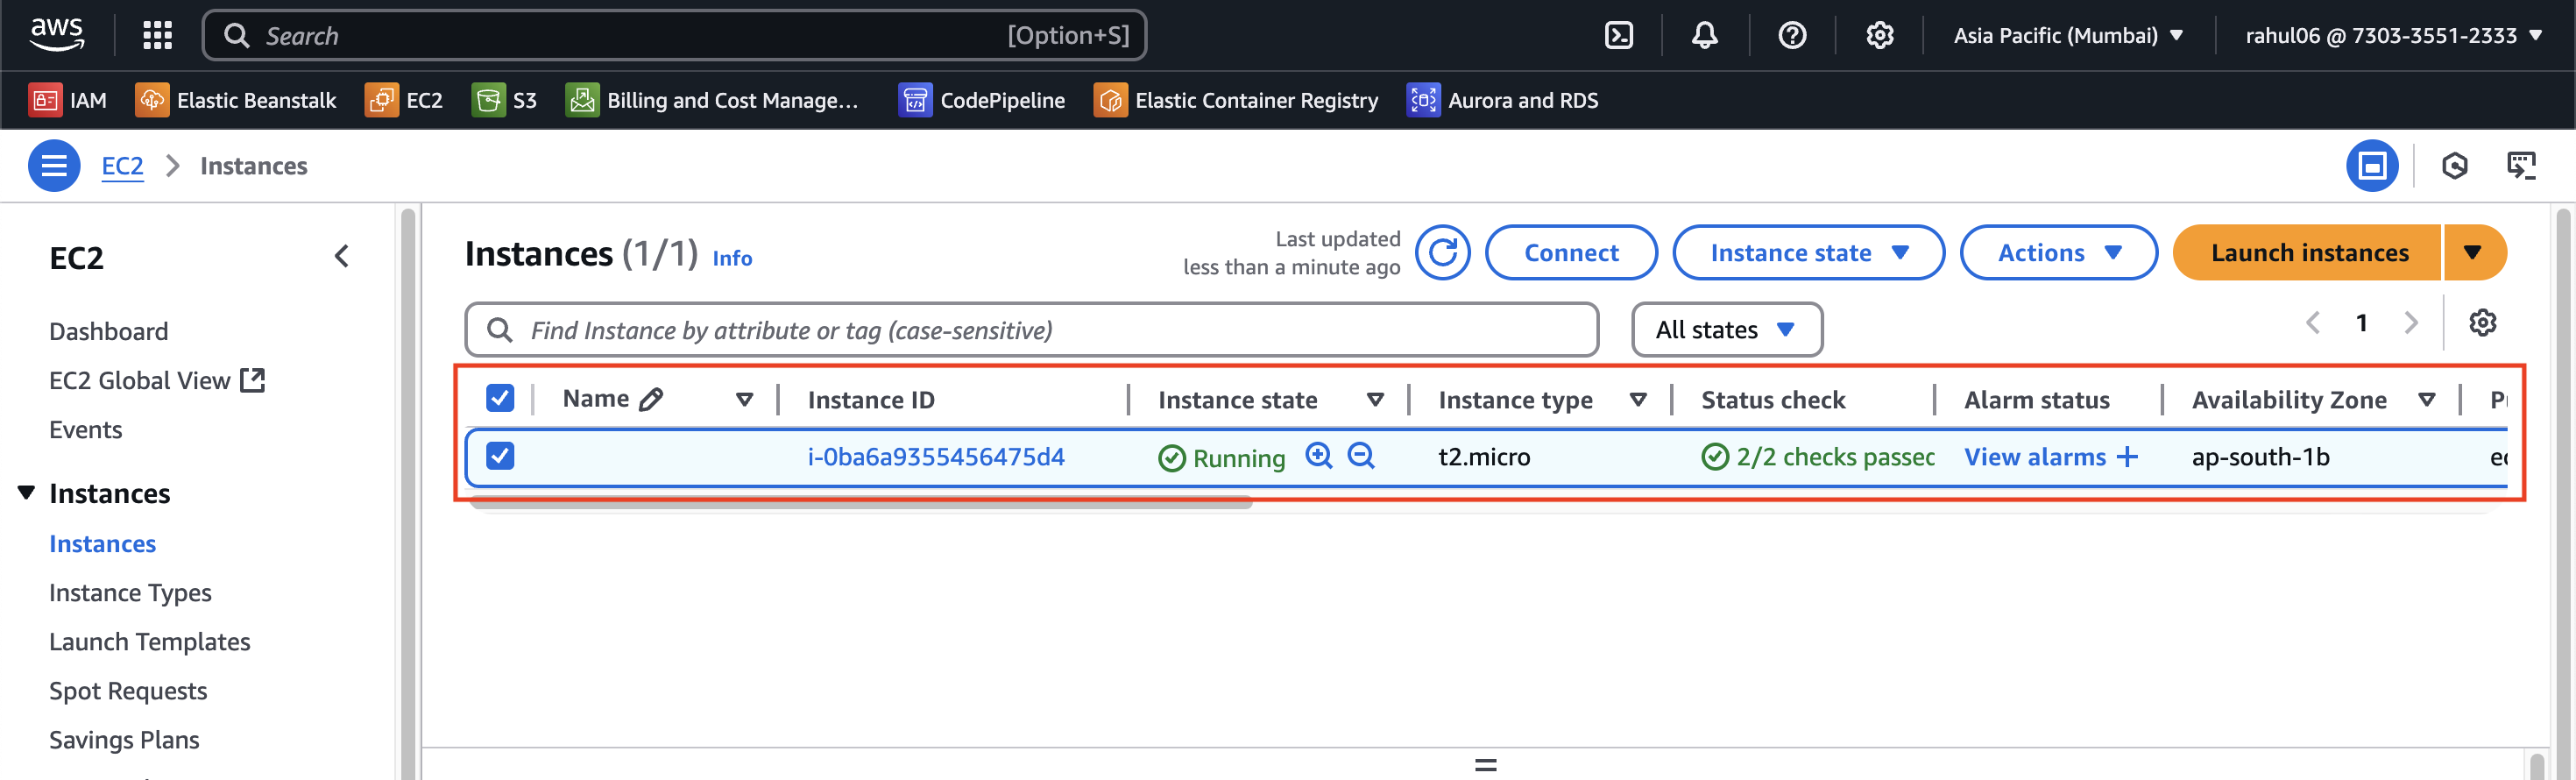 aws
Search [Option+S] Asia Pacific (Mumbai) rahul06 @ 7303-3551-2333
IAM Elastic Beanstalk EC2 S3 Billing and Cost Manage... CodePipeline Elastic Container Registry Aurora and RDS
EC2 Instances
EC2
Dashboard
EC2 Global View
Events
Instances
Instances
Instance Types
Launch Templates
Spot Requests
Savings Plans
Instances (1/1) Info
Last updated
less than a minute ago
Connect Instance state Actions Launch instances
Find Instance by attribute or tag (case-sensitive) All states 1
Name Instance ID Instance state Instance type Status check Alarm status Availability Zone
i-0ba6a9355456475d4 Running t2.micro 2/2 checks passed View alarms + ap-south-1b